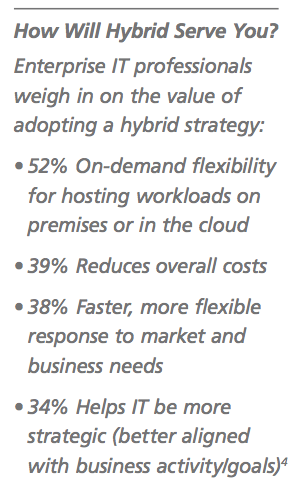 How Will Hybrid Serve You?
Enterprise IT professionals
weigh in on the value of
adopting a hybrid strategy:
• 52% On-demand flexibility
for hosting workloads on
premises or in the cloud
• 39% Reduces overall costs
• 38% Faster, more flexible
response to market and
business needs
• 34% Helps IT be more
strategic (better aligned
with business activity/goals)⁴